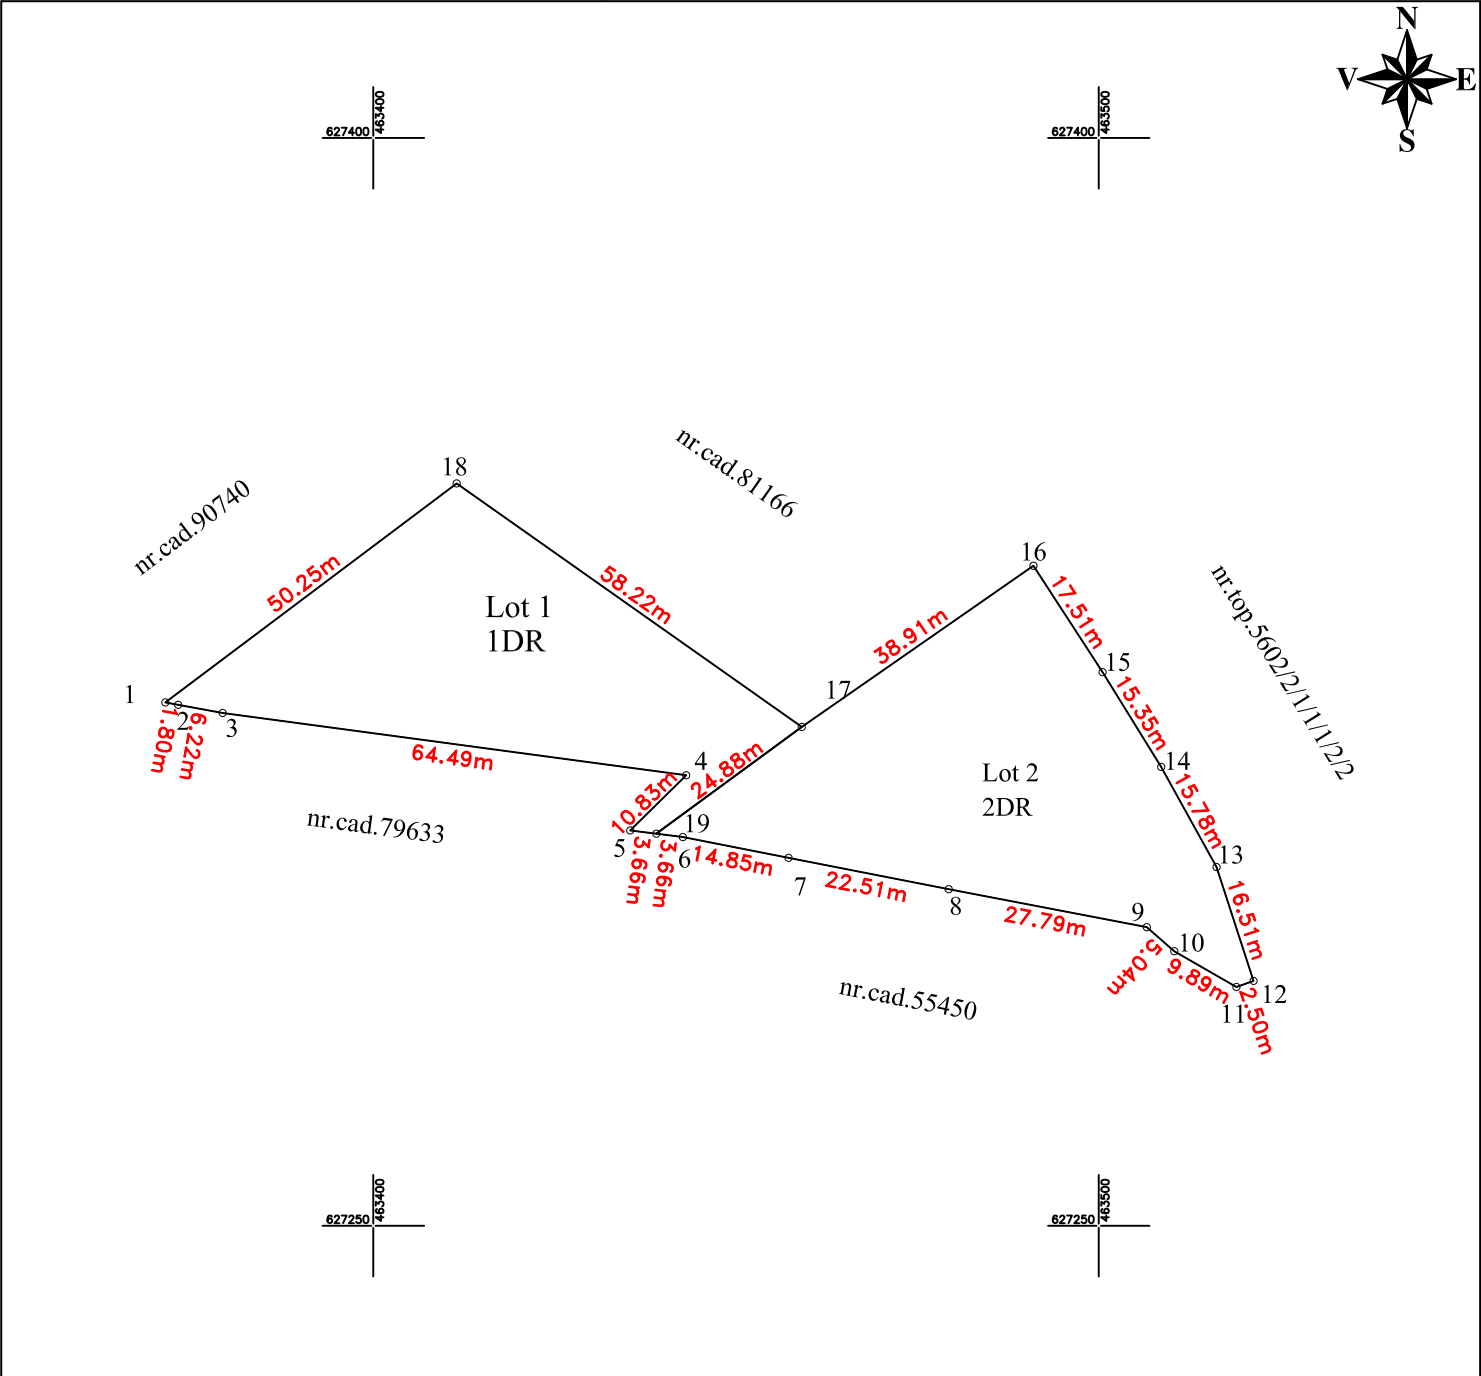 N
V
E
S
627400
463400
627400
463500
18
nr.cad.81166
nr.cad.90740
16
nr.top.5602/2/1/1/1/2/2
50.25m
58.22m
17.51m
Lot 1
1DR
38.91m
15
1
2
3
17
15.35m
1.80m
6.22m
64.49m
4
24.88m
14
Lot 2
2DR
10.83m
15.78m
nr.cad.79633
5
19
6
3.66m
3.66m
14.85m
7
13
22.51m
8
16.51m
27.79m
9
10
5.04m
9.89m
11
12
2.50m
nr.cad.55450
627250
463400
627250
463500